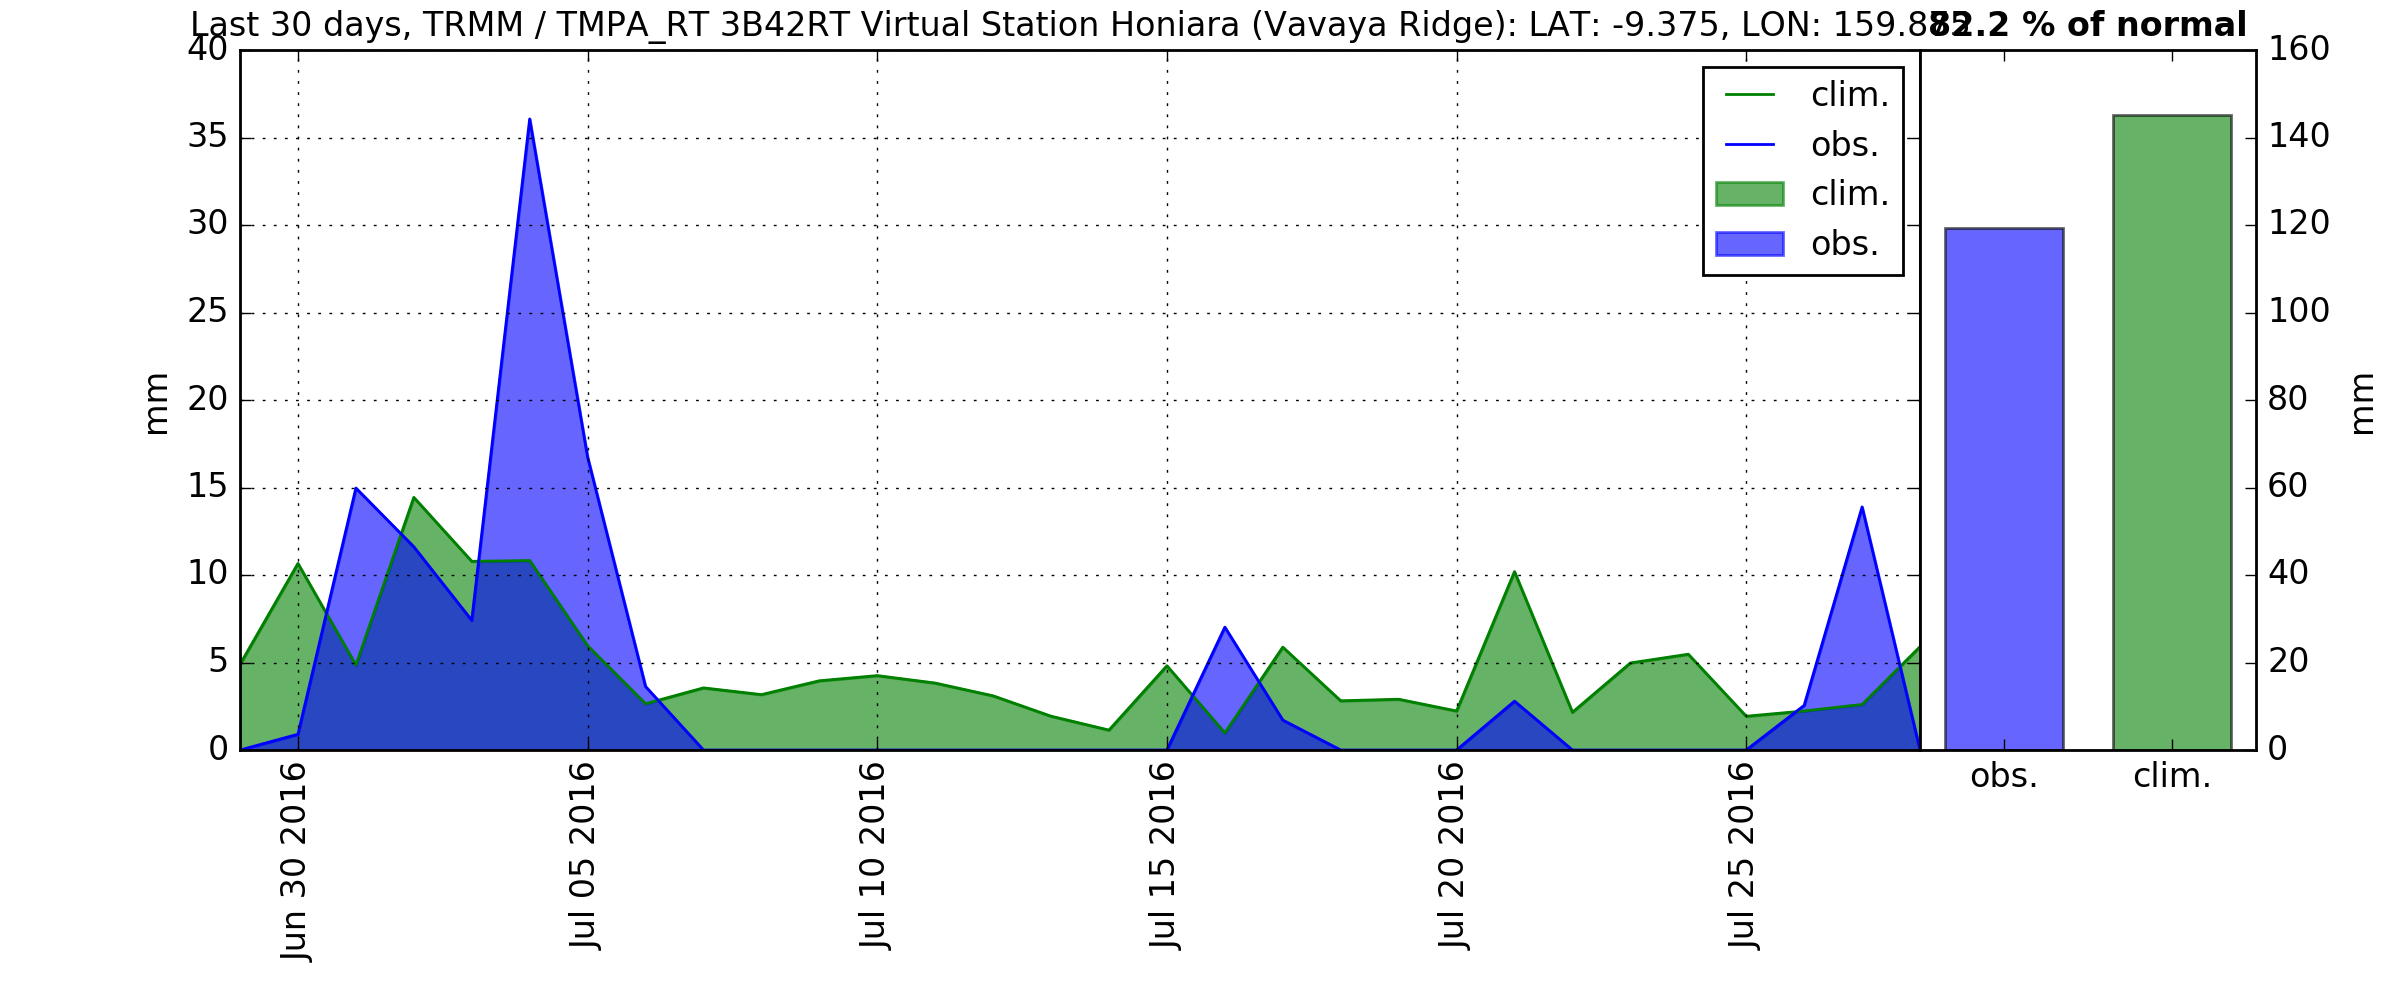 Last 30 days, TRMM / TMPA_RT 3B42RT Virtual Station Honiara (Vavaya Ridge): LAT: -9.375, LON: 159.875
82.2 % of normal
40
35
30
25
20
15
10
5
0
mm
clim.
obs.
clim.
obs.
Jun 30 2016
Jul 05 2016
Jul 10 2016
Jul 15 2016
Jul 20 2016
Jul 25 2016
160
140
120
100
80
60
40
20
0
mm
obs.
clim.